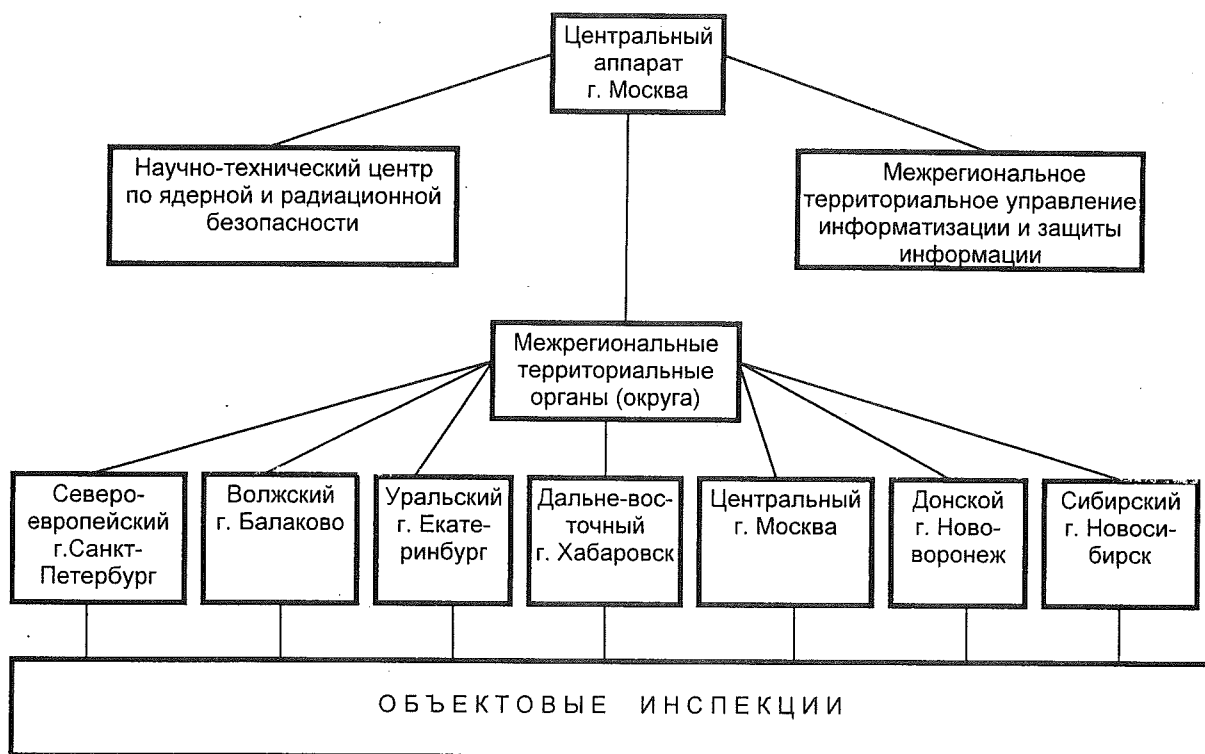 Центральный
аппарат
г. Москва
Научно-технический центр
по ядерной и радиационной
безопасности
Межрегиональное
территориальное управление
информатизации и защиты
информации
Межрегиональные
территориальные
органы (округа)
Северо-
европейский
г.Санкт-
Петербург
Волжский
г. Балаково
Уральский
г. Екате-
ринбург
Дальне-вос-
точный
г. Хабаровск
Центральный
г. Москва
Донской
г. Ново-
воронеж
Сибирский
г. Новоси-
бирск
ОБЪЕКТОВЫЕ ИНСПЕКЦИИ